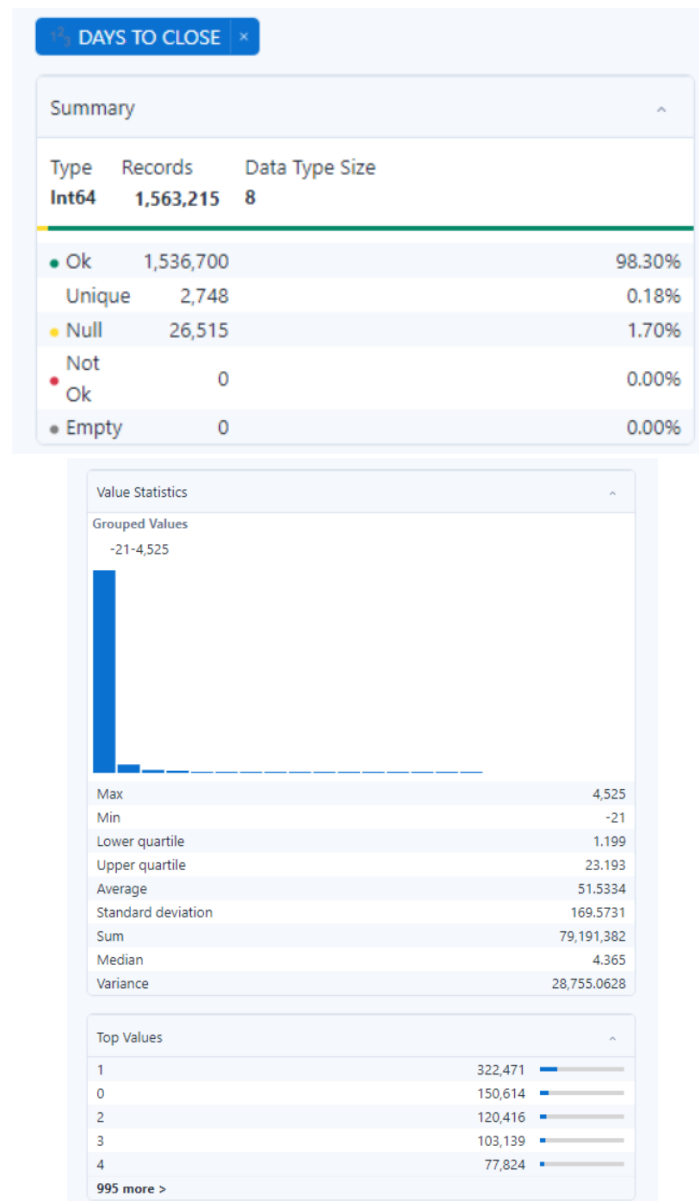 123 DAYS TO CLOSE ×
Summary
Type Records Data Type Size
Int64 1,563,215 8
Ok 1,536,700 98.30%
Unique 2,748 0.18%
Null 26,515 1.70%
Not
Ok 0 0.00%
Empty 0 0.00%
Value Statistics
Grouped Values
-21-4,525
Max 4,525
Min -21
Lower quartile 1.199
Upper quartile 23.193
Average 51.5334
Standard deviation 169.5731
Sum 79,191,382
Median 4.365
Variance 28,755.0628
Top Values
1 322,471
0 150,614
2 120,416
3 103,139
4 77,824
995 more >